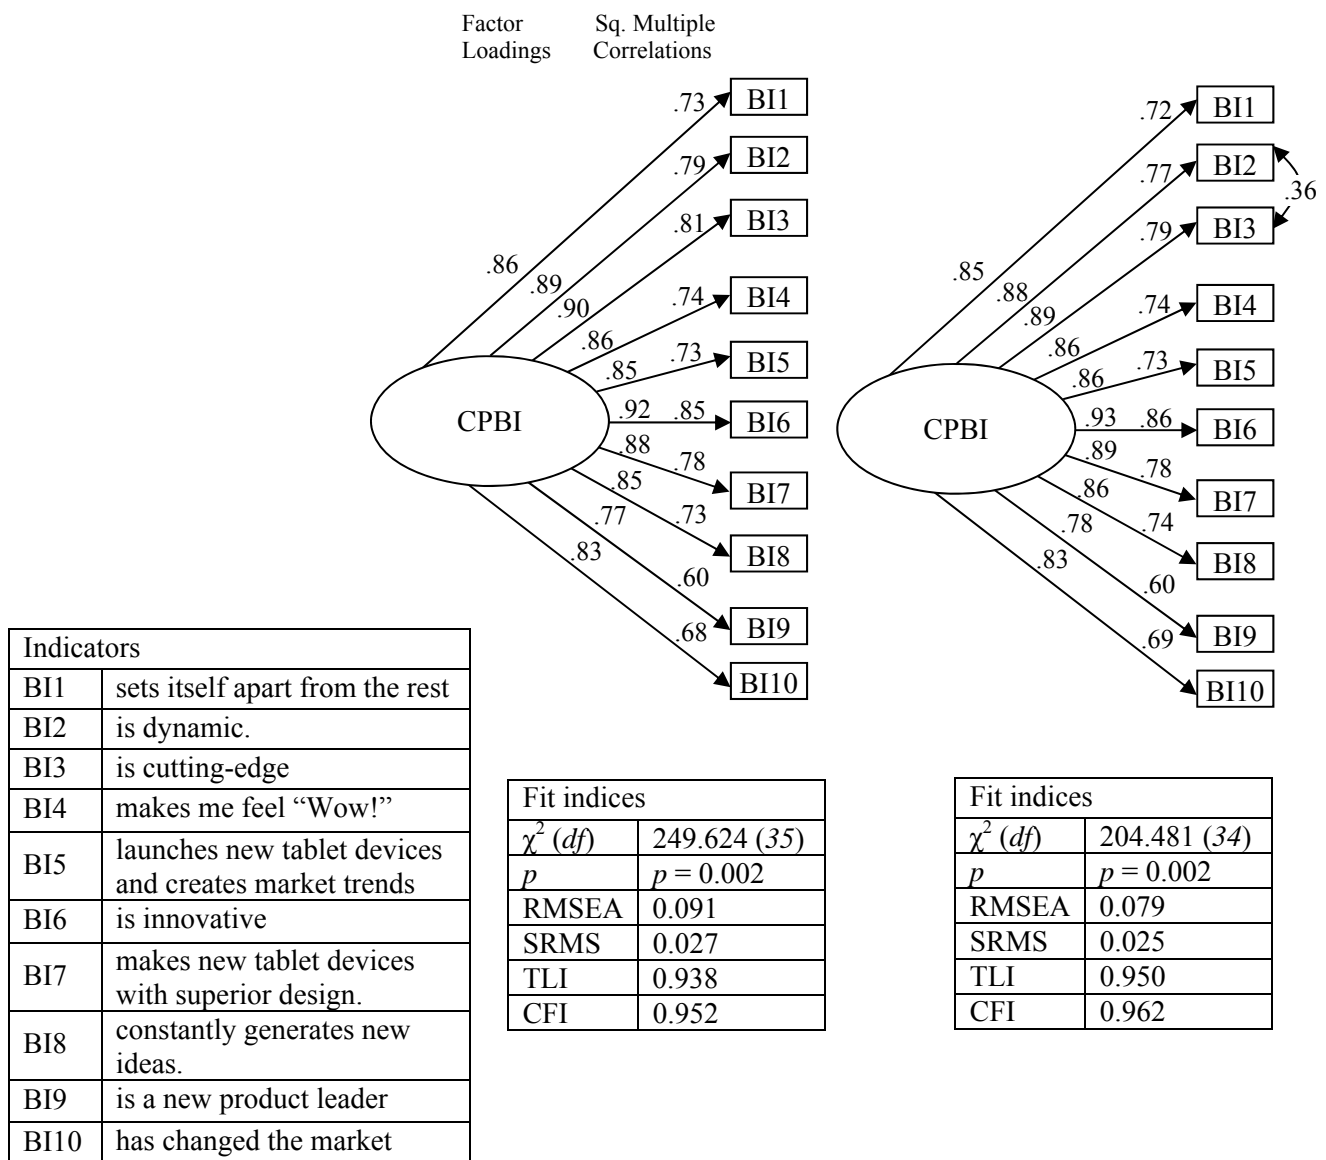 Factor Sq. Multiple
Loadings Correlations
.86 .73 BI1
.89 .79 BI2
.90 .81 BI3
.86 .74 BI4
.85 .73 BI5
CPBI
.92 .85 BI6
.88 .78 BI7
.85 .73 BI8
.77 .60 BI9
.83 .68 BI10
.85 .72 BI1
.88 .77 BI2
.36
.89 .79 BI3
.86 .74 BI4
.86 .73 BI5
CPBI
.93 .86 BI6
.89 .78 BI7
.86 .74 BI8
.78 .60 BI9
.83 .69 BI10
Indicators
BI1 sets itself apart from the rest
BI2 is dynamic.
BI3 is cutting-edge
BI4 makes me feel “Wow!”
BI5 launches new tablet devices
and creates market trends
BI6 is innovative
BI7 makes new tablet devices
with superior design.
BI8 constantly generates new
ideas.
BI9 is a new product leader
BI10 has changed the market
Fit indices
χ² (df) 249.624 (35)
p p = 0.002
RMSEA 0.091
SRMS 0.027
TLI 0.938
CFI 0.952
Fit indices
χ² (df) 204.481 (34)
p p = 0.002
RMSEA 0.079
SRMS 0.025
TLI 0.950
CFI 0.962